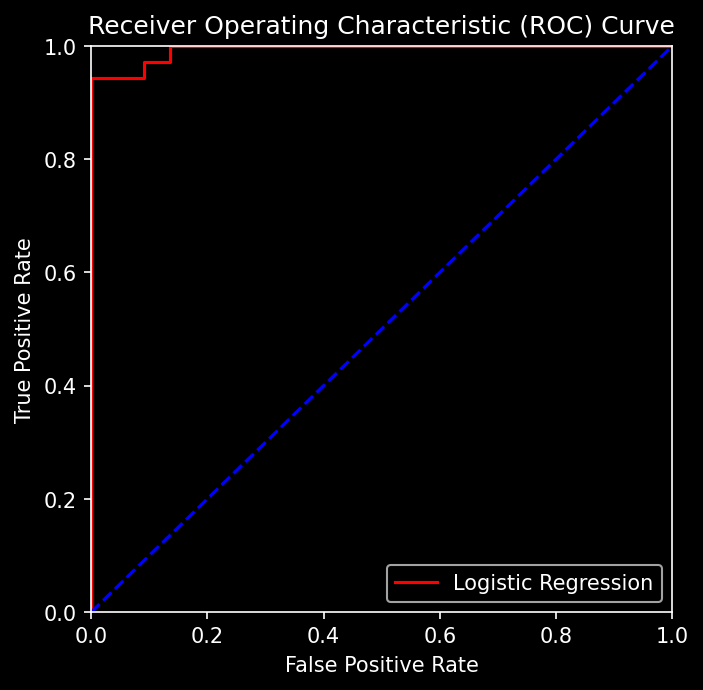 Receiver Operating Characteristic (ROC) Curve
1.0
0.8
0.6
0.4
0.2
0.0
True Positive Rate
Logistic Regression
0.0 0.2 0.4 0.6 0.8 1.0
False Positive Rate